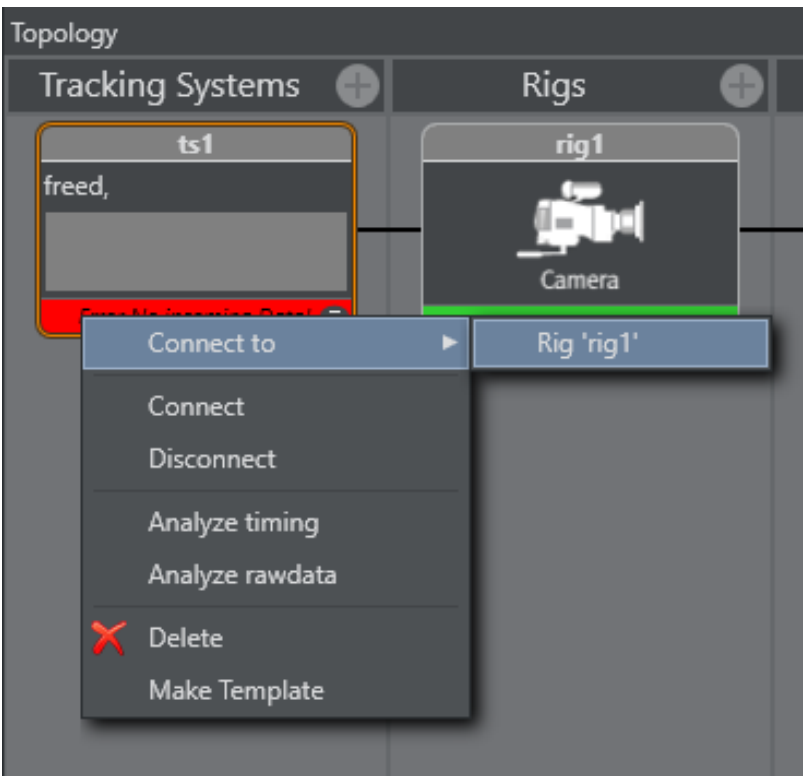 Topology
Tracking Systems
Rigs
ts1
rig1
freed,
Camera
Connect to
Rig 'rig1'
Connect
Disconnect
Analyze timing
Analyze rawdata
Delete
Make Template